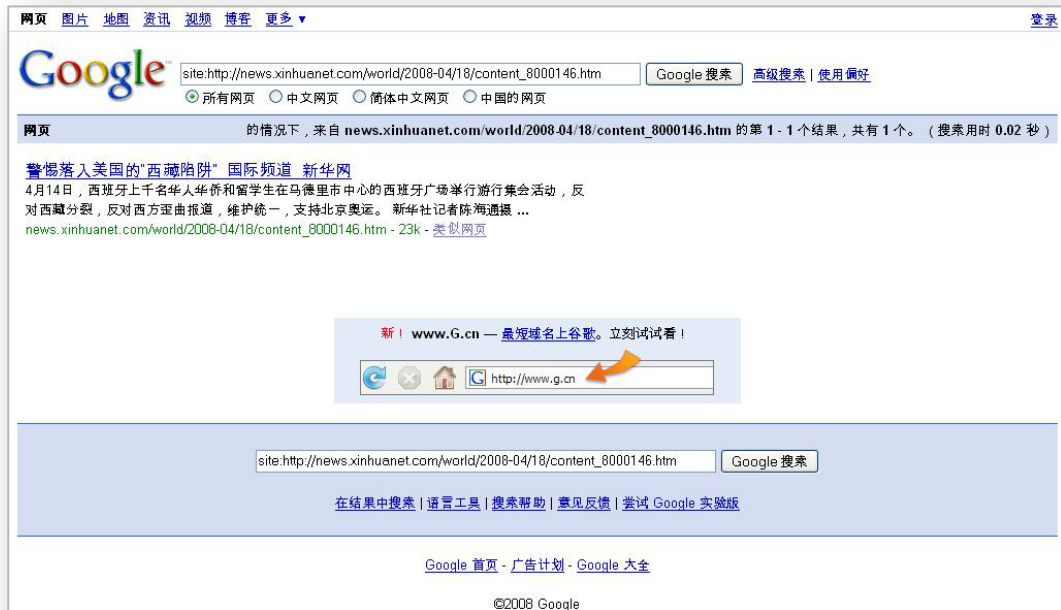 网页 图片 地图 资讯 视频 博客 更多 ▼ 登录
Google™ site:http://news.xinhuanet.com/world/2008-04/18/content_8000146.htm Google 搜索 高级搜索 | 使用偏好
所有网页 中文网页 简体中文网页 中国的网页
网页 的情况下，来自 news.xinhuanet.com/world/2008-04/18/content_8000146.htm 的第 1 - 1 个结果，共有 1 个。 （搜索用时 0.02 秒）
警惕落入美国的"西藏陷阱" 国际频道 新华网
4月14日，西班牙上千名华人华侨和留学生在马德里市中心的西班牙广场举行游行集会活动，反
对西藏分裂，反对西方歪曲报道，维护统一，支持北京奥运。 新华社记者陈海通摄 ...
news.xinhuanet.com/world/2008-04/18/content_8000146.htm - 23k - 类似网页
新！ www.G.cn — 最短域名上谷歌。立刻试试看！
G http://www.g.cn
site:http://news.xinhuanet.com/world/2008-04/18/content_8000146.htm Google 搜索
在结果中搜索 | 语言工具 | 搜索帮助 | 意见反馈 | 尝试 Google 实验版
Google 首页 - 广告计划 - Google 大全
©2008 Google